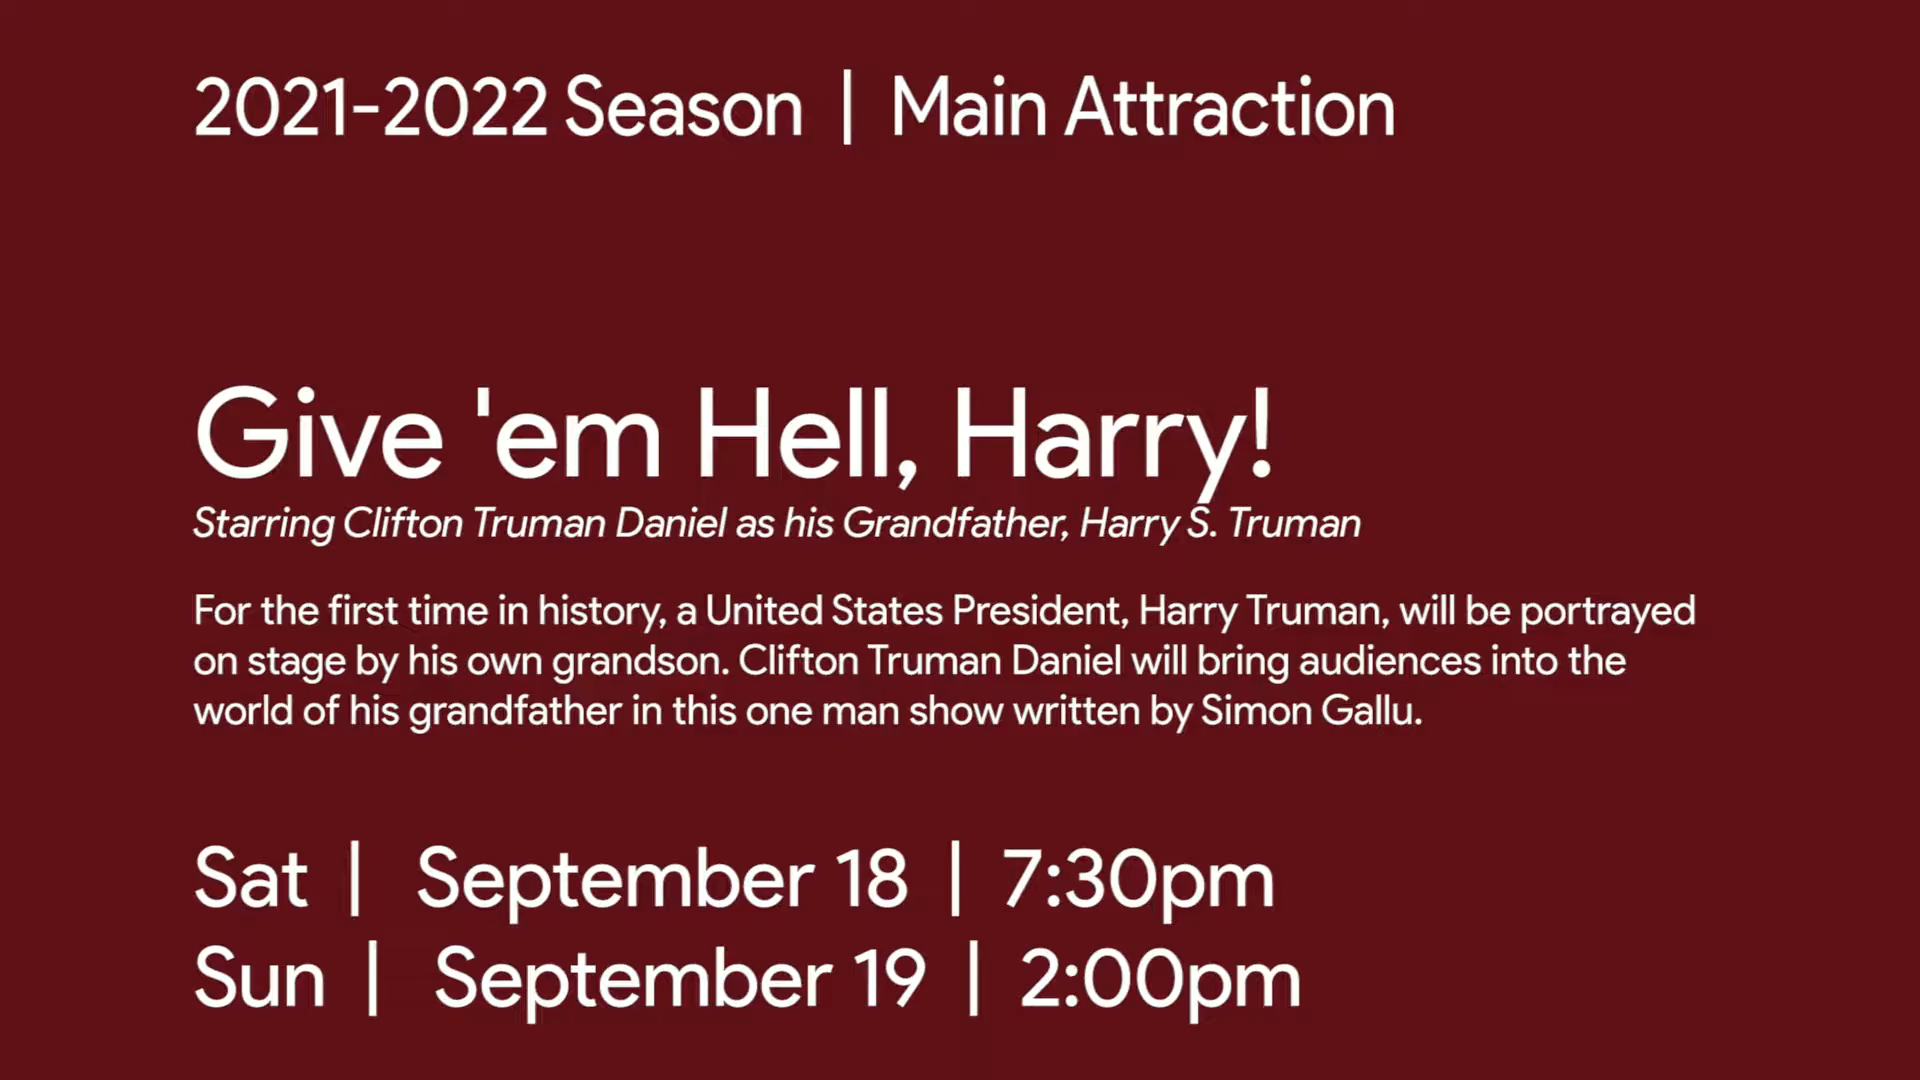 2021-2022 Season | Main Attraction
Give 'em Hell, Harry!
Starring Clifton Truman Daniel as his Grandfather, Harry S. Truman
For the first time in history, a United States President, Harry Truman, will be portrayed
on stage by his own grandson. Clifton Truman Daniel will bring audiences into the
world of his grandfather in this one man show written by Simon Gallu.
Sat | September 18 | 7:30pm
Sun | September 19 | 2:00pm